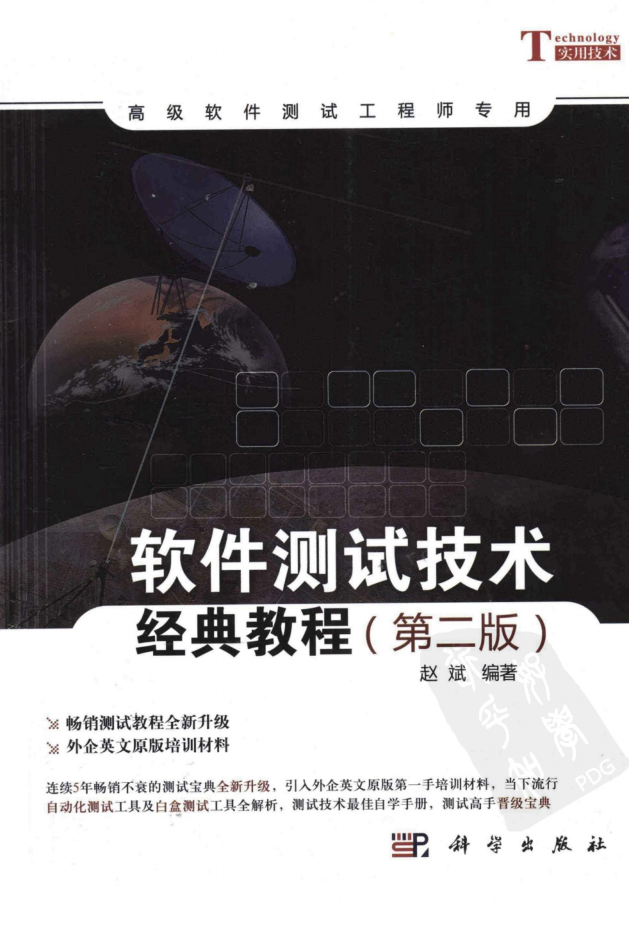 Technology
实用技术
高级软件测试工程师专用
软件测试技术
经典教程(第二版)
赵斌 编著
畅销测试教程全新升级
外企英文原版培训材料
连续5年畅销不衰的测试宝典全新升级,引入外企英文原版第一手培训材料,当下流行
自动化测试工具及白盒测试工具全解析,测试技术最佳自学手册,测试高手晋级宝典
PDG
科学出版社